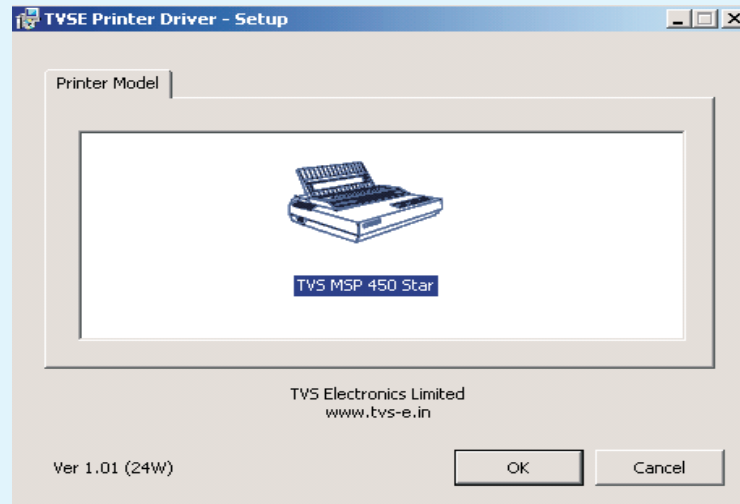 TVSE Printer Driver - Setup
Printer Model
TVS MSP 450 Star
TVS Electronics Limited
www.tvs-e.in
Ver 1.01 (24W)
OK
Cancel